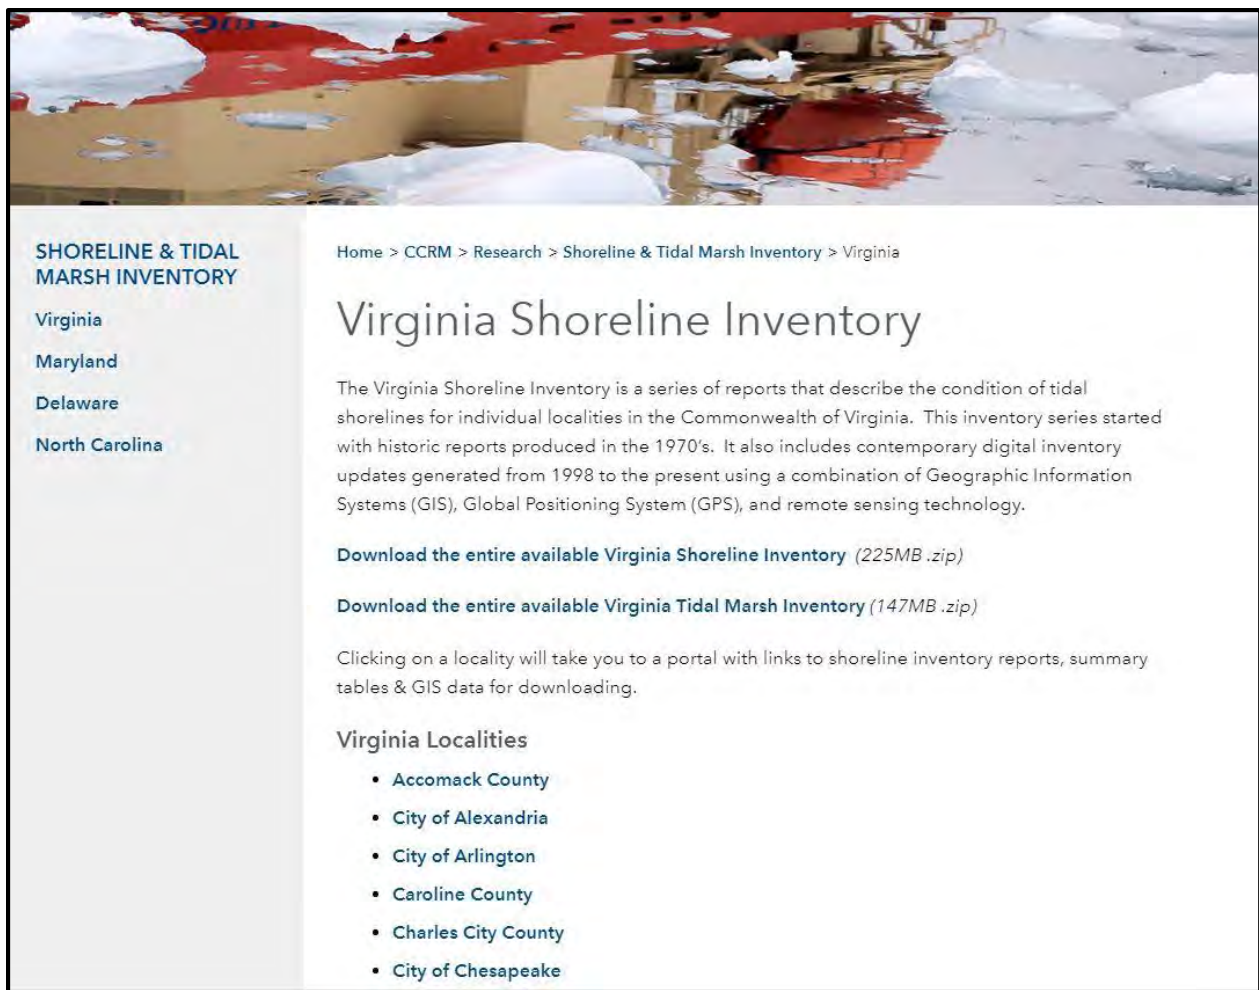 SHORELINE & TIDAL
MARSH INVENTORY
Virginia
Maryland
Delaware
North Carolina
Home > CCRM > Research > Shoreline & Tidal Marsh Inventory > Virginia
Virginia Shoreline Inventory
The Virginia Shoreline Inventory is a series of reports that describe the condition of tidal
shorelines for individual localities in the Commonwealth of Virginia.  This inventory series started
with historic reports produced in the 1970's.  It also includes contemporary digital inventory
updates generated from 1998 to the present using a combination of Geographic Information
Systems (GIS), Global Positioning System (GPS), and remote sensing technology.
Download the entire available Virginia Shoreline Inventory  (225MB .zip)
Download the entire available Virginia Tidal Marsh Inventory (147MB .zip)
Clicking on a locality will take you to a portal with links to shoreline inventory reports, summary
tables & GIS data for downloading.
Virginia Localities
• Accomack County
• City of Alexandria
• City of Arlington
• Caroline County
• Charles City County
• City of Chesapeake